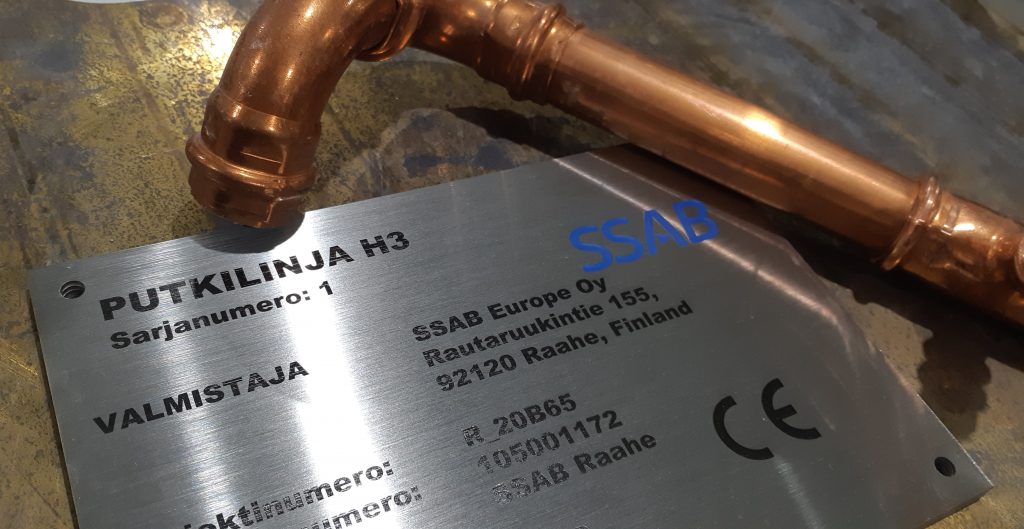 PUTKILINJA H3
Sarjanumero: 1
SSAB
VALMISTAJA
SSAB Europe Oy
Rautaruukintie 155,
92120 Raahe, Finland
CE
R_20B65
105001172
SSAB Raahe